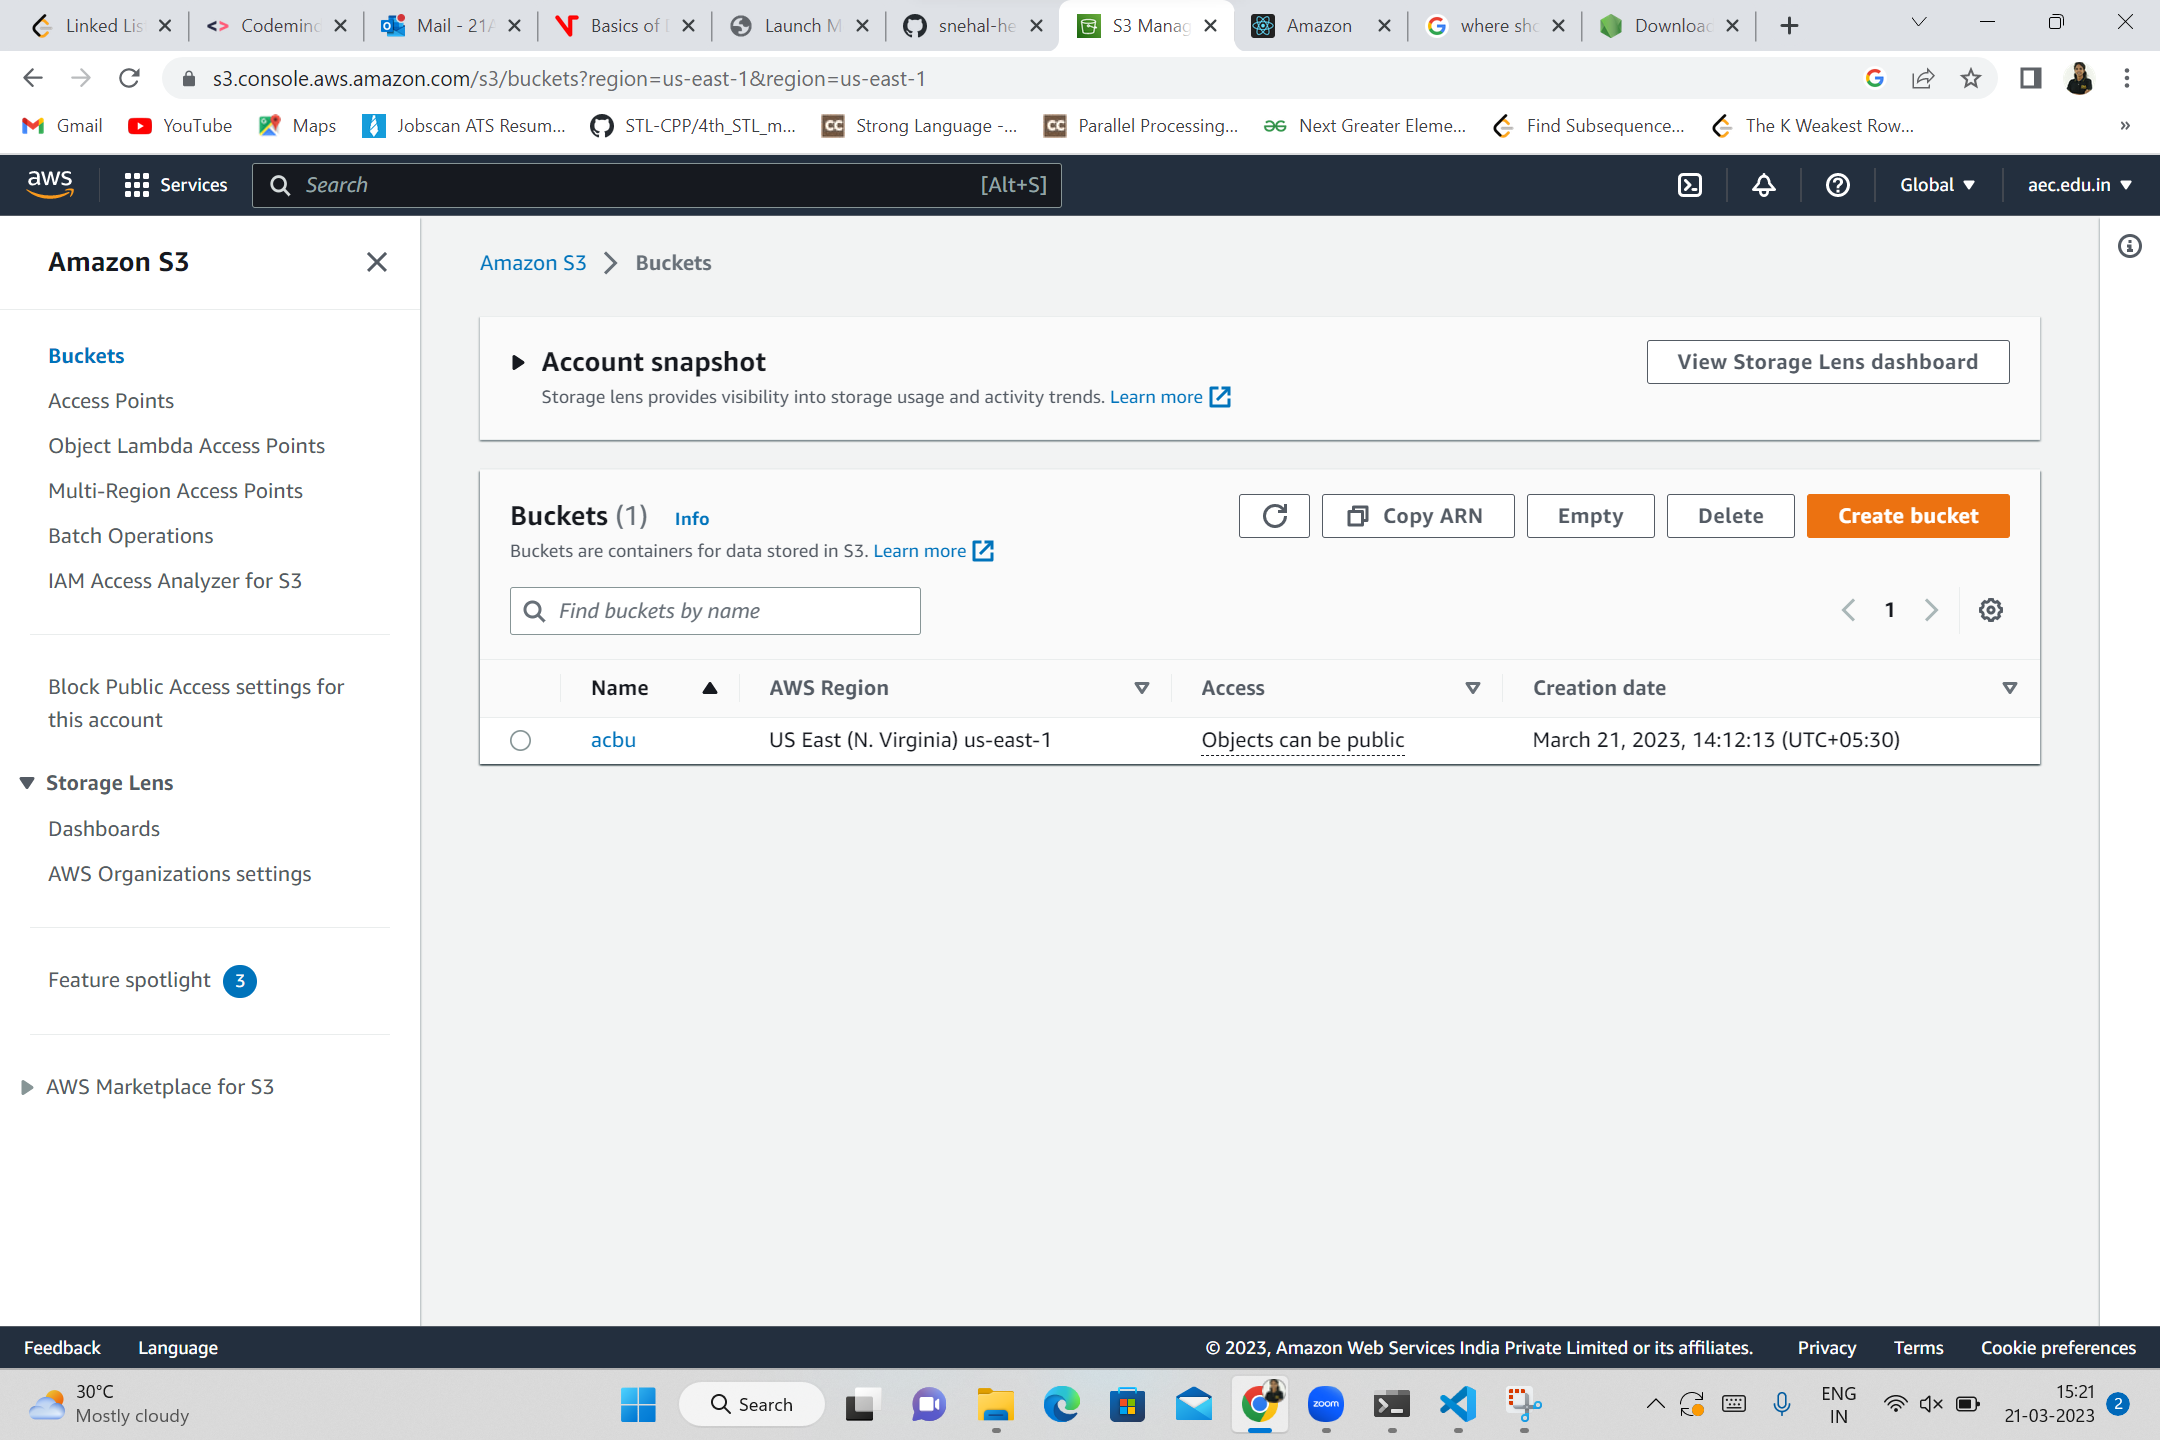 Linked Lis
Codemind
Mail - 21A
Basics of
Launch M
snehal-he
S3 Manag
Amazon
where sho
Download
s3.console.aws.amazon.com/s3/buckets?region=us-east-1&region=us-east-1
Gmail
YouTube
Maps
Jobscan ATS Resum...
STL-CPP/4th_STL_m...
Strong Language -...
Parallel Processing...
Next Greater Eleme...
Find Subsequence...
The K Weakest Row...
»
aws
Services
Search
[Alt+S]
Global
aec.edu.in
Amazon S3
Buckets
Access Points
Object Lambda Access Points
Multi-Region Access Points
Batch Operations
IAM Access Analyzer for S3
Block Public Access settings for
this account
Storage Lens
Dashboards
AWS Organizations settings
Feature spotlight 3
AWS Marketplace for S3
Amazon S3
Buckets
Account snapshot
Storage lens provides visibility into storage usage and activity trends. Learn more
View Storage Lens dashboard
Buckets (1) Info
Buckets are containers for data stored in S3. Learn more
Copy ARN
Empty
Delete
Create bucket
Find buckets by name
1
Name
AWS Region
Access
Creation date
acbu
US East (N. Virginia) us-east-1
Objects can be public
March 21, 2023, 14:12:13 (UTC+05:30)
Feedback
Language
© 2023, Amazon Web Services India Private Limited or its affiliates.
Privacy
Terms
Cookie preferences
30°C
Mostly cloudy
Search
zoom
ENG
IN
15:21
21-03-2023
2